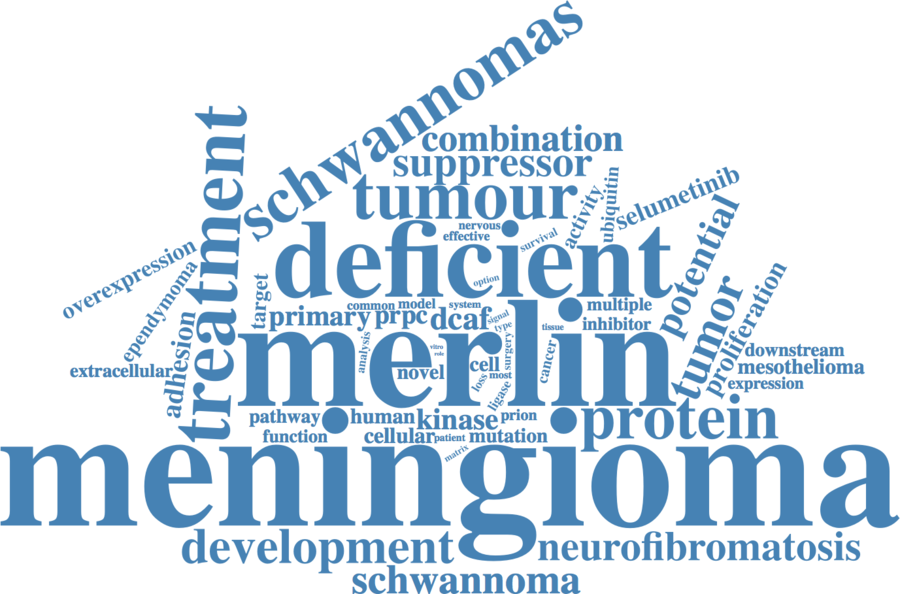 schwannomas
combination
suppressor
tumour
treatment
deficient
nervous
effective
survival
option
activity
ubiquitin
selumetinib
potential
overexpression
ependymoma
extracellular
adhesion
target
common
model
system
primary
prpc
dcaf
signal
type
multiple
inhibitor
tissue
merlin
analysis
vitro
role
novel
cell
surgery
most
loss
ligase
cancer
tumor
proliferation
downstream
mesothelioma
expression
pathway
human
kinase
prion
protein
function
cellular
patient
mutation
matrix
meningioma
development
neurofibromatosis
schwannoma